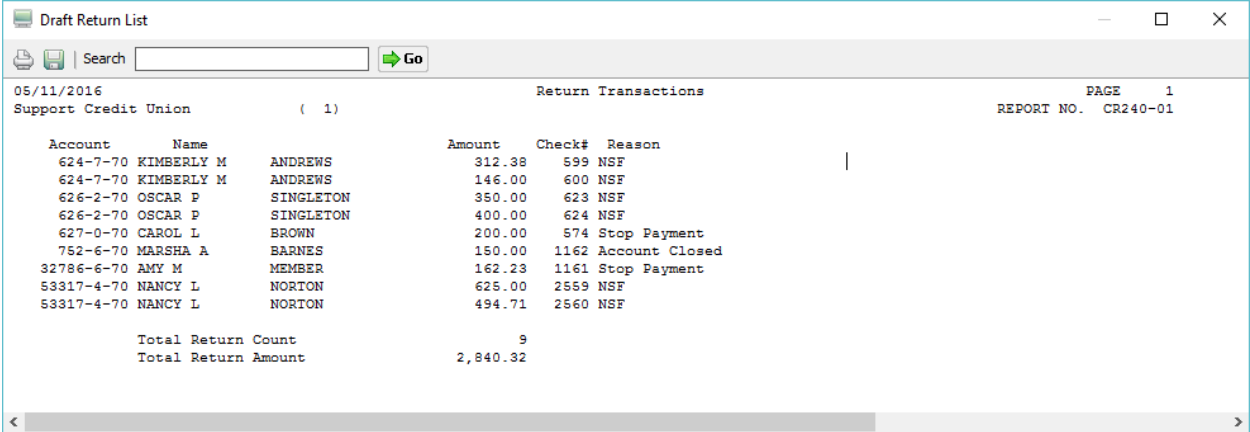 Draft Return List
Search Go
05/11/2016 Return Transactions PAGE 1
Support Credit Union ( 1) REPORT NO. CR240-01
Account Name Amount Check# Reason
624-7-70 KIMBERLY M ANDREWS 312.38 599 NSF
624-7-70 KIMBERLY M ANDREWS 146.00 600 NSF
626-2-70 OSCAR P SINGLETON 350.00 623 NSF
626-2-70 OSCAR P SINGLETON 400.00 624 NSF
627-0-70 CAROL L BROWN 200.00 574 Stop Payment
752-6-70 MARSHA A BARNES 150.00 1162 Account Closed
32786-6-70 AMY M MEMBER 162.23 1161 Stop Payment
53317-4-70 NANCY L NORTON 625.00 2559 NSF
53317-4-70 NANCY L NORTON 494.71 2560 NSF
Total Return Count 9
Total Return Amount 2,840.32